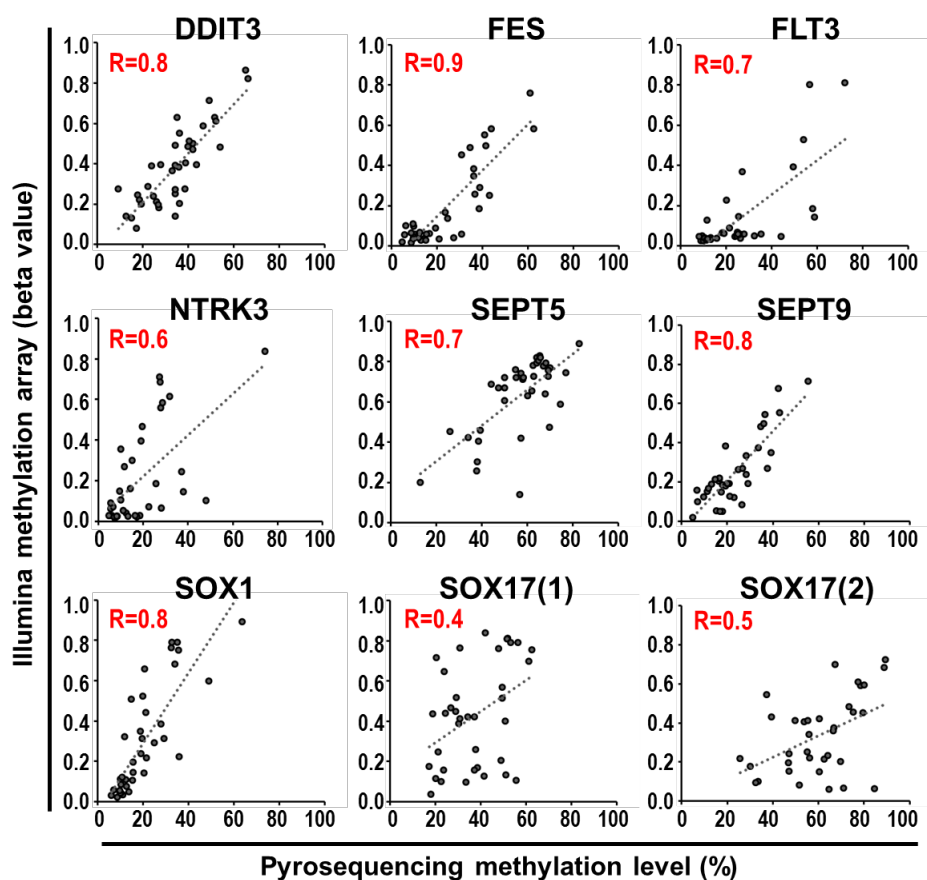 DDIT3 FES FLT3
R=0.8 R=0.9 R=0.7
1.0 1.0 1.0
0.8 0.8 0.8
0.6 0.6 0.6
0.4 0.4 0.4
0.2 0.2 0.2
0.0 0.0 0.0
0 20 40 60 80 100 0 20 40 60 80 100 0 20 40 60 80 100
NTRK3 SEPT5 SEPT9
R=0.6 R=0.7 R=0.8
1.0 1.0 1.0
0.8 0.8 0.8
0.6 0.6 0.6
0.4 0.4 0.4
0.2 0.2 0.2
0.0 0.0 0.0
0 20 40 60 80 100 0 20 40 60 80 100 0 20 40 60 80 100
SOX1 SOX17(1) SOX17(2)
R=0.8 R=0.4 R=0.5
1.0 1.0 1.0
0.8 0.8 0.8
0.6 0.6 0.6
0.4 0.4 0.4
0.2 0.2 0.2
0.0 0.0 0.0
0 20 40 60 80 100 0 20 40 60 80 100 0 20 40 60 80 100
Illumina methylation array (beta value)
Pyrosequencing methylation level (%)